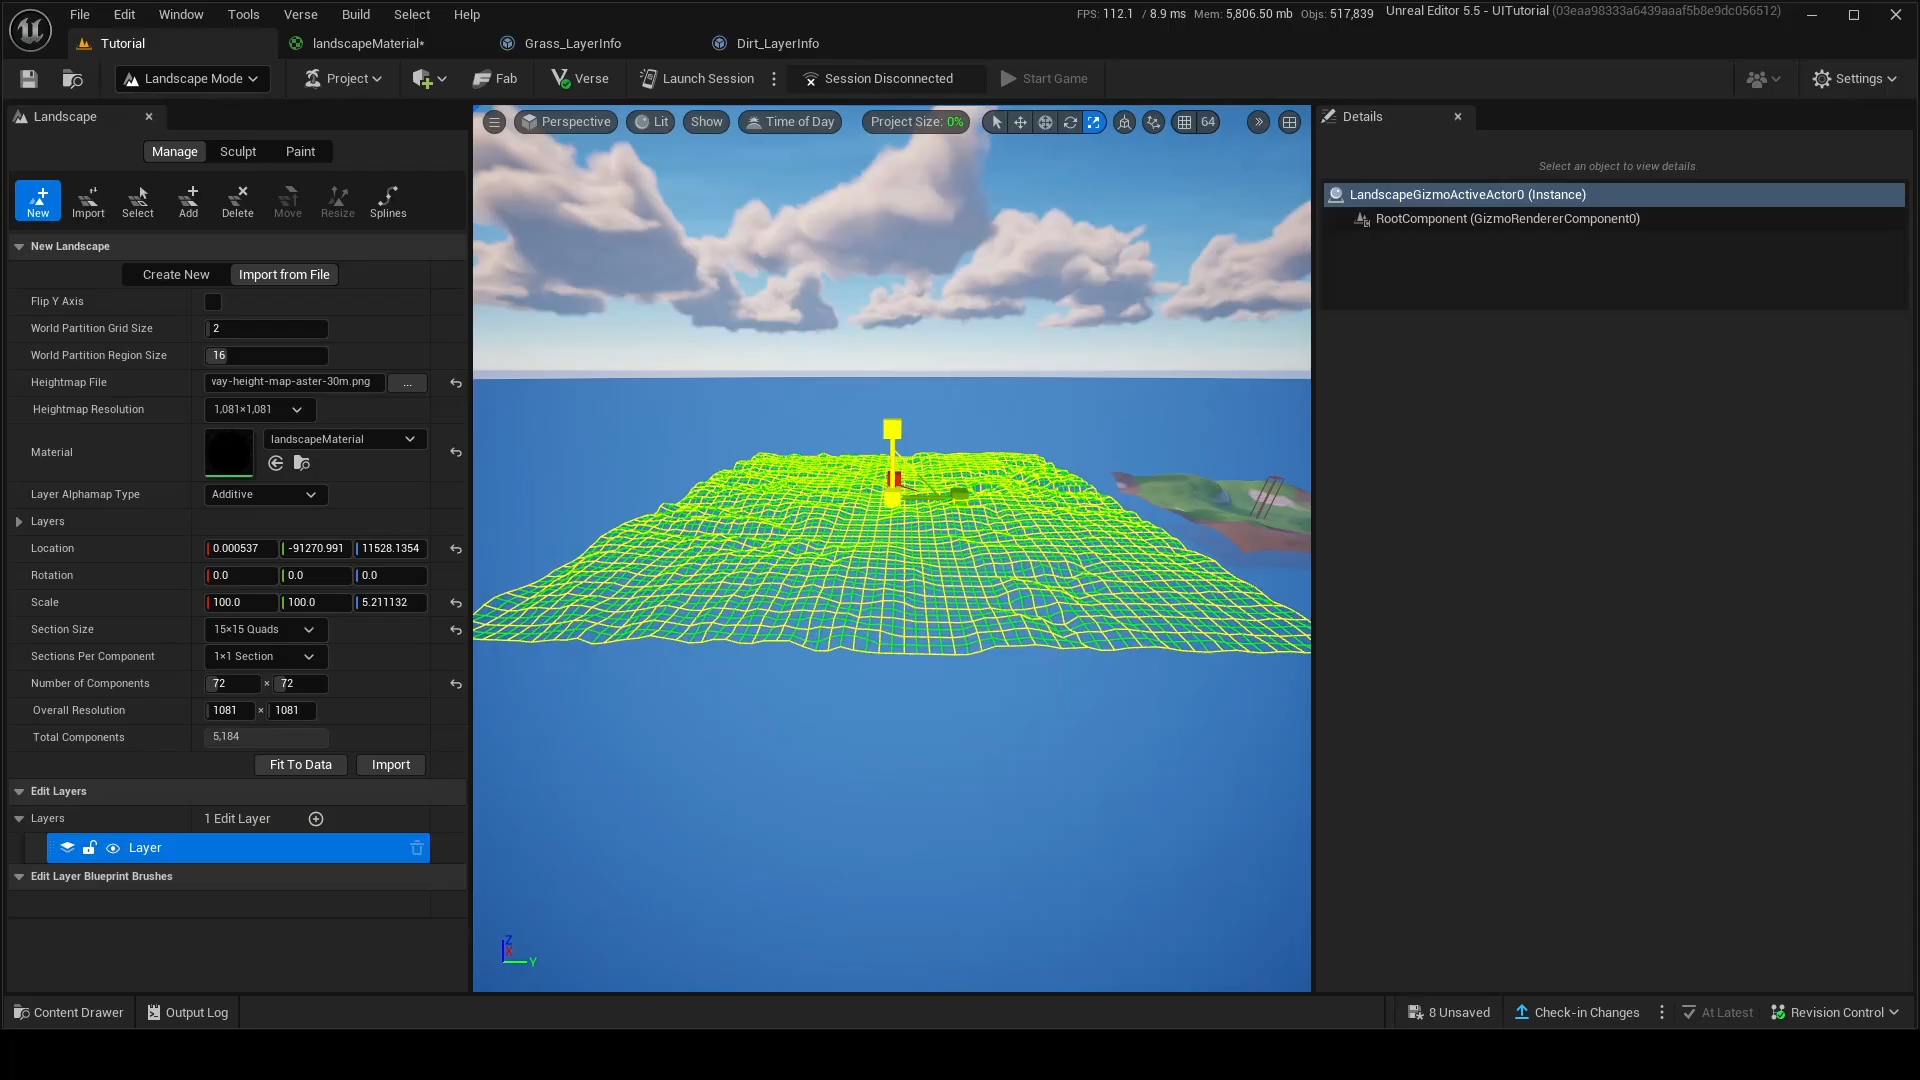 File Edit Window Tools Verse Build Select Help
FPS: 112.1 / 8.9 ms Mem: 5,806.50 mb Objs: 517,839 Unreal Editor 5.5 - UITutorial (03eaa98333a6439aaaf5b8e9dc056512)
Tutorial landscapeMaterial* Grass_LayerInfo Dirt_LayerInfo
Landscape Mode Project Fab Verse Launch Session Session Disconnected Start Game Settings
Landscape
Manage Sculpt Paint
New Import Select Add Delete Move Resize Splines
New Landscape
Create New Import from File
Flip Y Axis
World Partition Grid Size 2
World Partition Region Size 16
Heightmap File vay-height-map-aster-30m.png ...
Heightmap Resolution 1,081×1,081
Material landscapeMaterial
Layer Alphamap Type Additive
Layers
Location 0.000537 -91270.991 11528.1354
Rotation 0.0 0.0 0.0
Scale 100.0 100.0 5.211132
Section Size 15×15 Quads
Sections Per Component 1×1 Section
Number of Components 72 × 72
Overall Resolution 1081 × 1081
Total Components 5,184
Fit To Data Import
Edit Layers
Layers 1 Edit Layer
Layer
Edit Layer Blueprint Brushes
Perspective Lit Show Time of Day Project Size: 0% 64
Z
X
Y
Details
Select an object to view details.
LandscapeGizmoActiveActor0 (Instance)
RootComponent (GizmoRendererComponent0)
Content Drawer Output Log 8 Unsaved Check-in Changes At Latest Revision Control